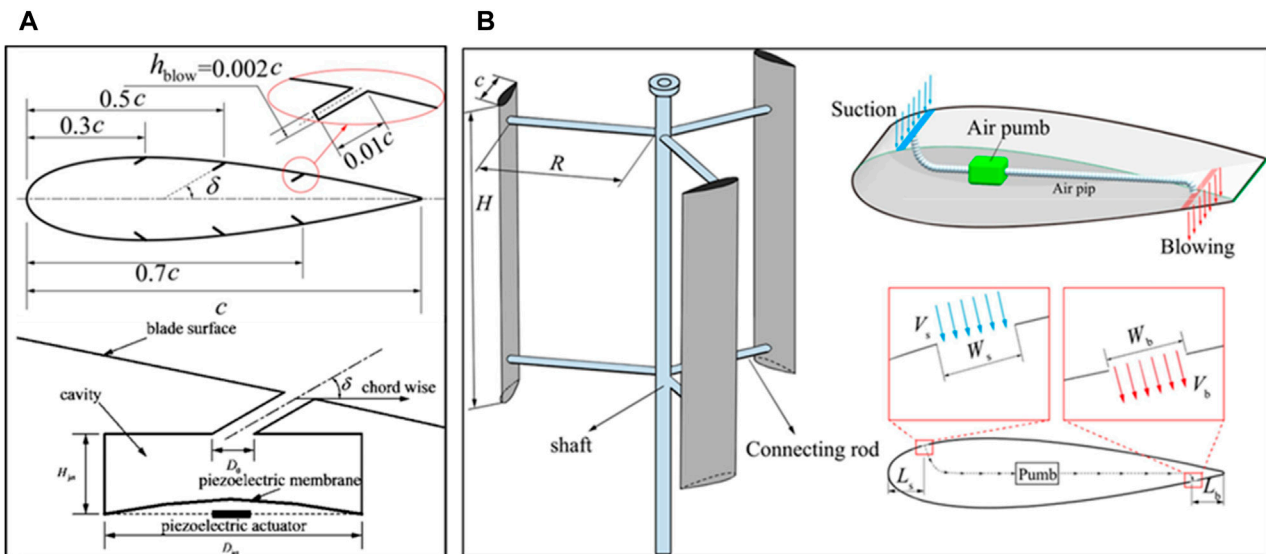 A
h_blow=0.002c
0.5c
0.3c
0.01c
δ
0.7c
c
blade surface
δ
chord wise
cavity
D_0
piezoelectric membrane
piezoelectric actuator
B
c
R
H
shaft
Connecting rod
Suction
Air pumb
Air pip
Blowing
V_s
W_s
W_b
V_b
L_s
Pumb
L_b